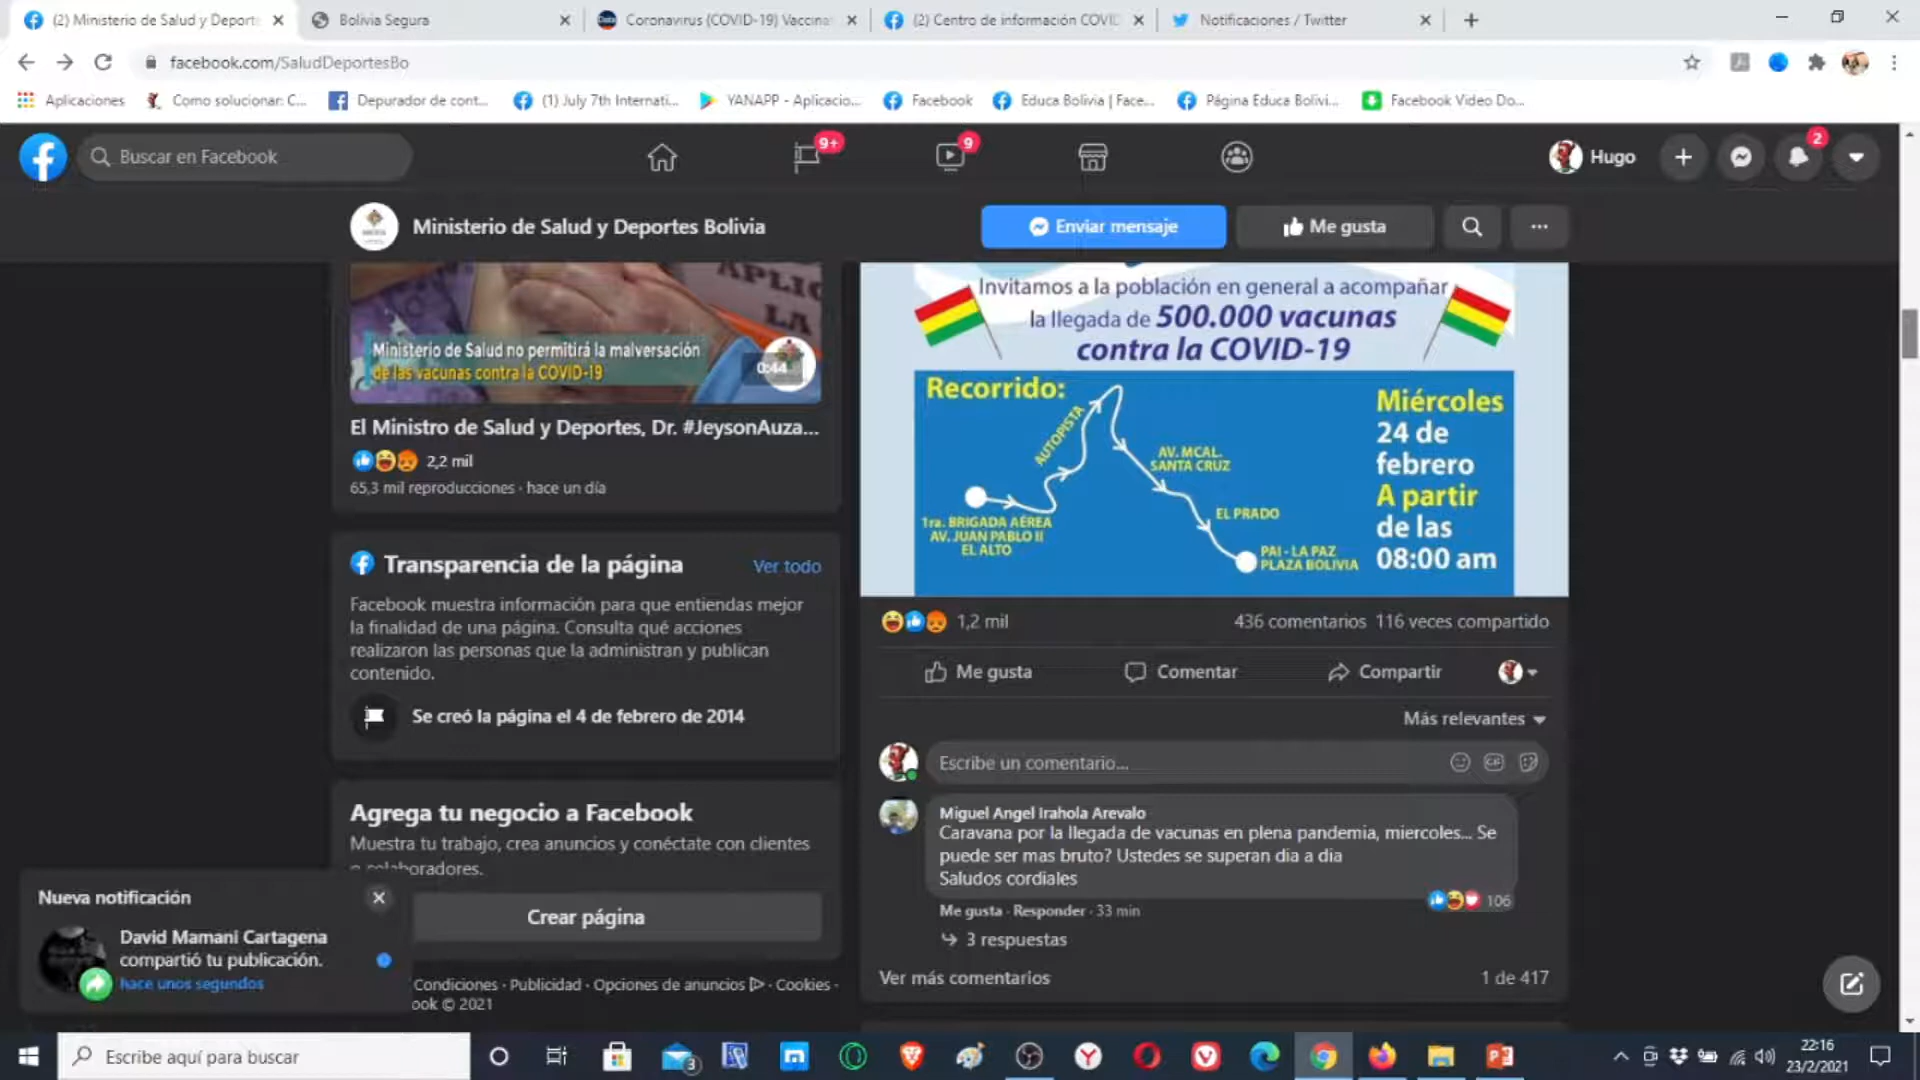 (2) Ministerio de Salud y Deport
Bolivia Segura
Coronavirus (COVID-19) Vaccina
(2) Centro de información COVID
Notificaciones / Twitter
facebook.com/SaludDeportesBo
Aplicaciones
Como solucionar: C...
Depurador de cont...
(1) July 7th Internati...
YANAPP - Aplicacio...
Facebook
Educa Bolivia | Face...
Página Educa Bolivi...
Facebook Video Do...
Buscar en Facebook
9+
9
Hugo
2
Ministerio de Salud y Deportes Bolivia
Enviar mensaje
Me gusta
APLIC
LA
Ministerio de Salud no permitirá la malversación
de las vacunas contra la COVID-19
0:44
El Ministro de Salud y Deportes, Dr. #JeysonAuza...
2,2 mil
65,3 mil reproducciones · hace un día
Transparencia de la página
Ver todo
Facebook muestra información para que entiendas mejor
la finalidad de una página. Consulta qué acciones
realizaron las personas que la administran y publican
contenido.
Se creó la página el 4 de febrero de 2014
Agrega tu negocio a Facebook
Muestra tu trabajo, crea anuncios y conéctate con clientes
o colaboradores.
Crear página
Condiciones · Publicidad · Opciones de anuncios · Cookies ·
ook © 2021
Nueva notificación
David Mamani Cartagena
compartió tu publicación.
hace unos segundos
Invitamos a la población en general a acompañar
la llegada de 500.000 vacunas
contra la COVID-19
Recorrido:
AUTOPISTA
AV. MCAL.
SANTA CRUZ
EL PRADO
1ra. BRIGADA AÉREA
AV. JUAN PABLO II
EL ALTO
PAI - LA PAZ
PLAZA BOLIVIA
Miércoles
24 de
febrero
A partir
de las
08:00 am
1,2 mil
436 comentarios 116 veces compartido
Me gusta
Comentar
Compartir
Más relevantes
Escribe un comentario...
Miguel Angel Irahola Arevalo
Caravana por la llegada de vacunas en plena pandemia, miercoles... Se
puede ser mas bruto? Ustedes se superan dia a dia
Saludos cordiales
106
Me gusta · Responder · 33 min
3 respuestas
Ver más comentarios
1 de 417
Escribe aquí para buscar
3
22:16
23/2/2021